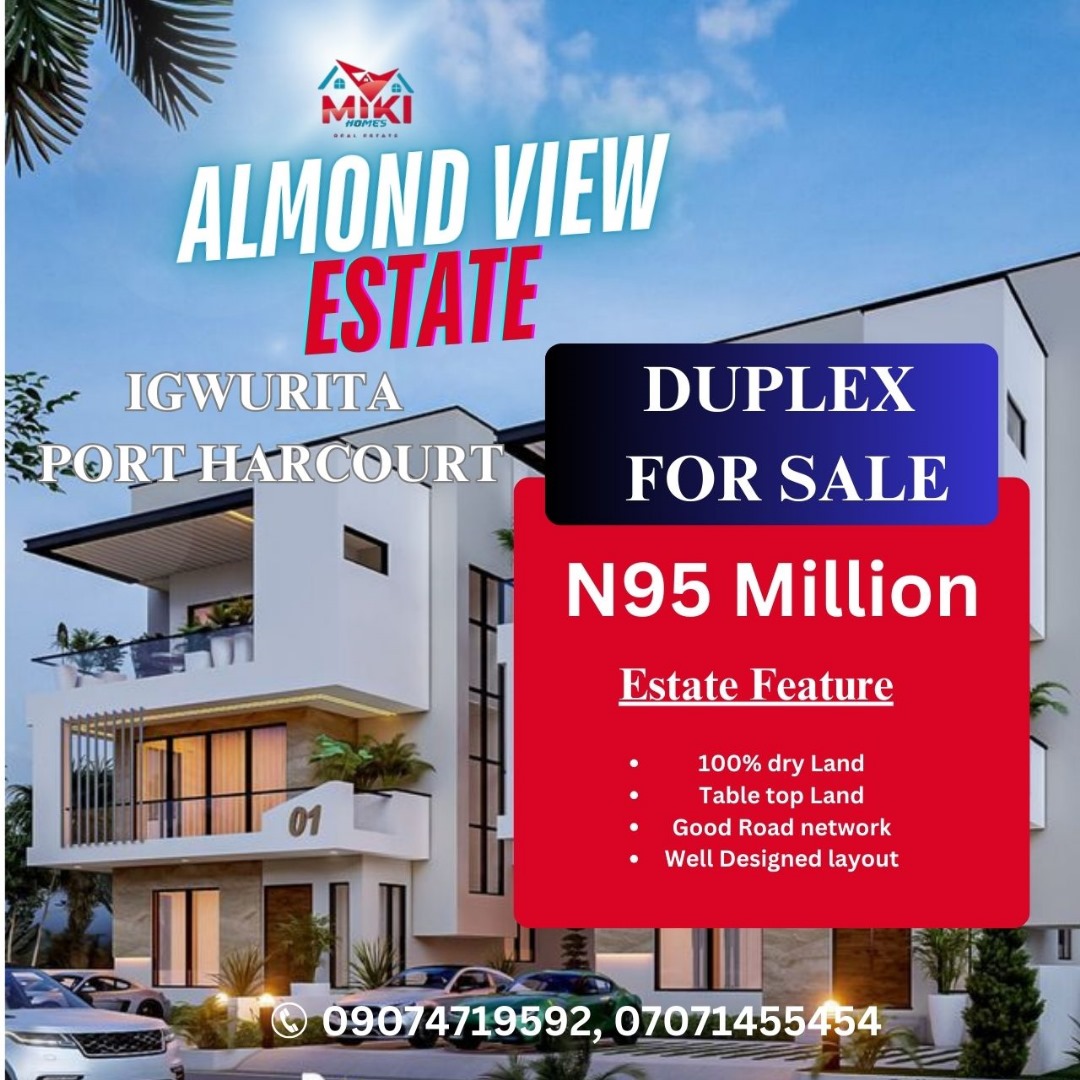 MIKI
HOMES
REAL ESTATE
ALMOND VIEW
ESTATE
IGWURITA
PORT HARCOURT
DUPLEX
FOR SALE
N95 Million
Estate Feature
• 100% dry Land
• Table top Land
• Good Road network
• Well Designed layout
01
09074719592, 07071455454